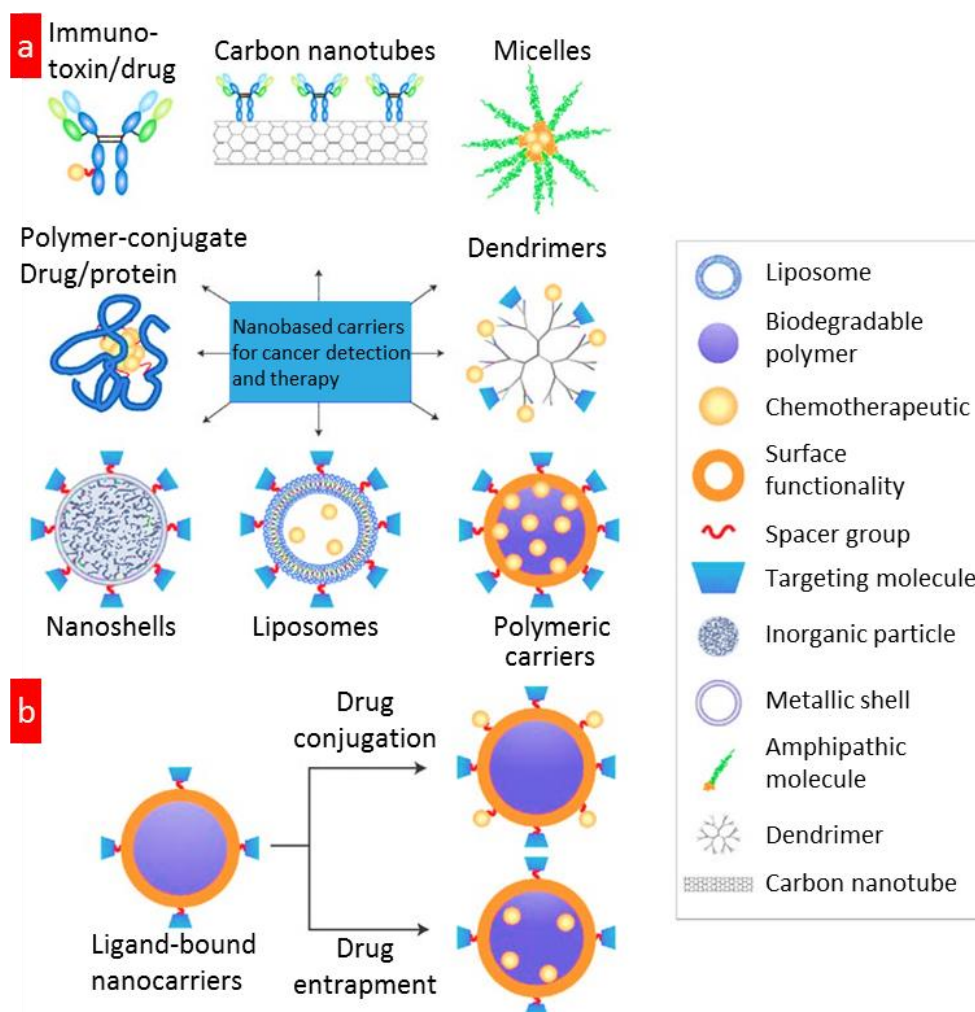 a
Immuno-
toxin/drug
Carbon nanotubes
Micelles
Polymer-conjugate
Drug/protein
Dendrimers
Nanobased carriers
for cancer detection
and therapy
Nanoshells
Liposomes
Polymeric
carriers
Liposome
Biodegradable
polymer
Chemotherapeutic
Surface
functionality
Spacer group
Targeting molecule
Inorganic particle
Metallic shell
Amphipathic
molecule
Dendrimer
Carbon nanotube
b
Drug
conjugation
Ligand-bound
nanocarriers
Drug
entrapment